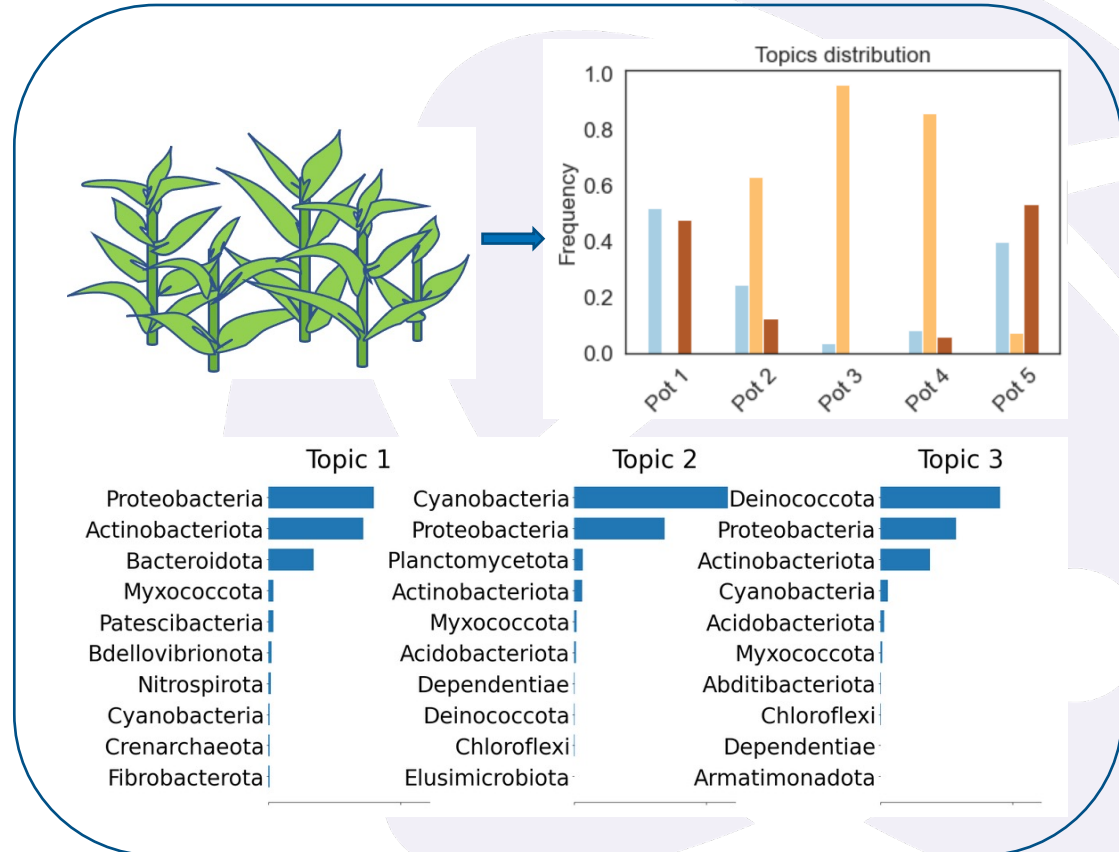 Topics distribution
Frequency
1.0
0.8
0.6
0.4
0.2
0.0
Pot 1
Pot 2
Pot 3
Pot 4
Pot 5
Topic 1
Proteobacteria
Actinobacteriota
Bacteroidota
Myxococcota
Patescibacteria
Bdellovibrionota
Nitrospirota
Cyanobacteria
Crenarchaeota
Fibrobacterota
Topic 2
Cyanobacteria
Proteobacteria
Planctomycetota
Actinobacteriota
Myxococcota
Acidobacteriota
Dependentiae
Deinococcota
Chloroflexi
Elusimicrobiota
Topic 3
Deinococcota
Proteobacteria
Actinobacteriota
Cyanobacteria
Acidobacteriota
Myxococcota
Abditibacteriota
Chloroflexi
Dependentiae
Armatimonadota